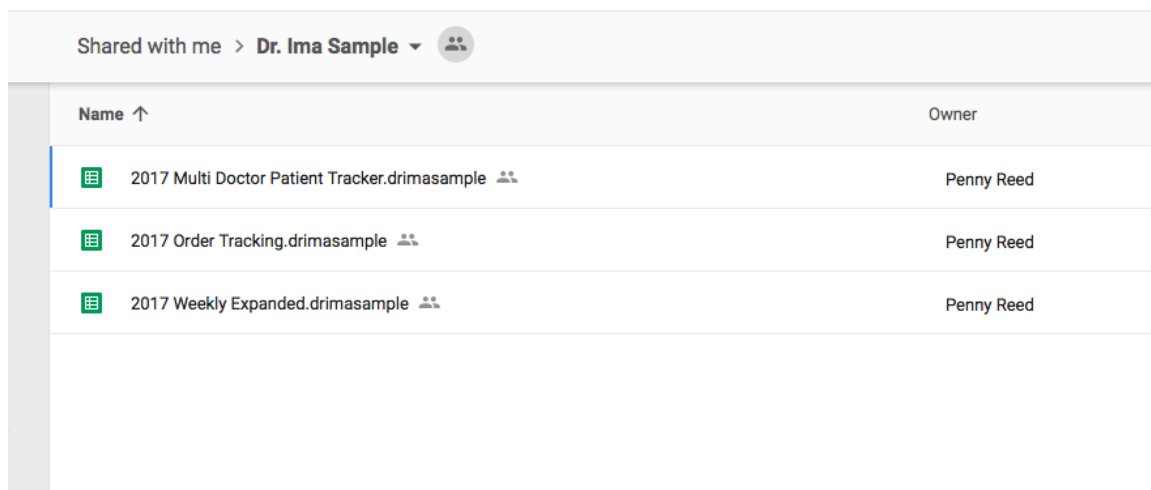 Shared with me > Dr. Ima Sample
Name ↑ Owner
2017 Multi Doctor Patient Tracker.drimasample Penny Reed
2017 Order Tracking.drimasample Penny Reed
2017 Weekly Expanded.drimasample Penny Reed